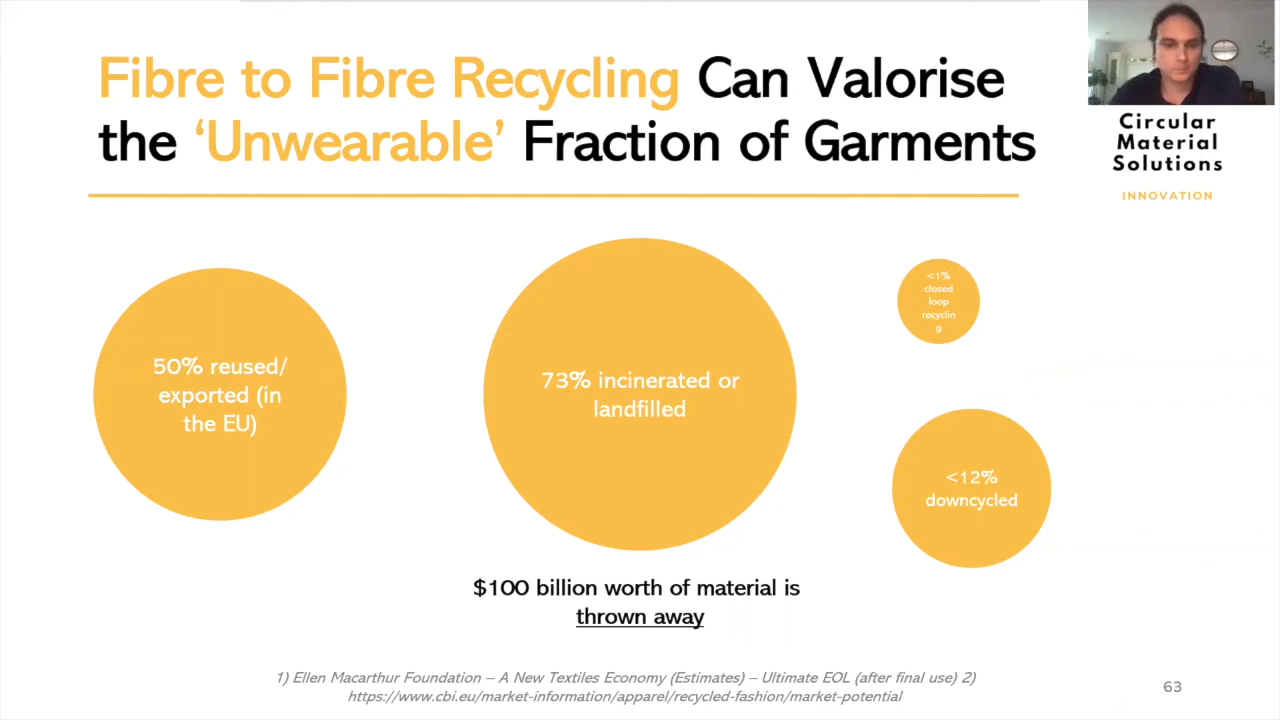 Fibre to Fibre Recycling Can Valorise
the ‘Unwearable’ Fraction of Garments
Circular
Material
Solutions
INNOVATION
50% reused/
exported (in
the EU)
73% incinerated or
landfilled
<1%
closed
loop
recyclin
g
<12%
downcycled
$100 billion worth of material is
thrown away
1) Ellen Macarthur Foundation – A New Textiles Economy (Estimates) – Ultimate EOL (after final use) 2)
https://www.cbi.eu/market-information/apparel/recycled-fashion/market-potential
63